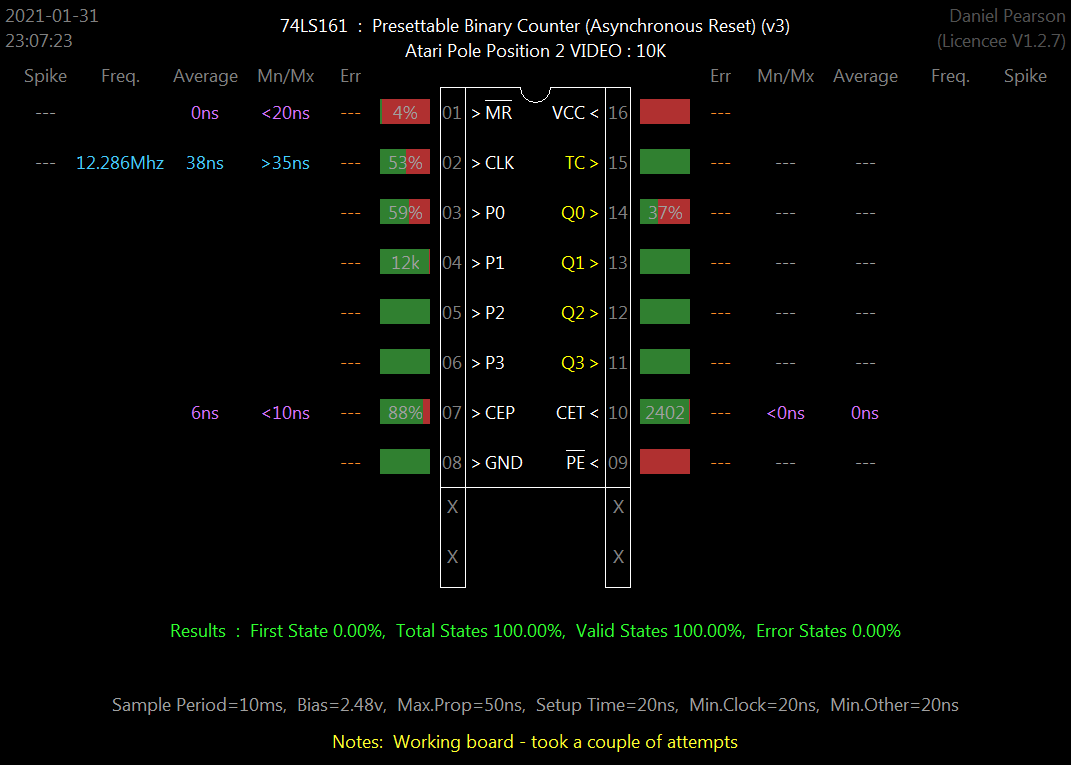 2021-01-31 74LS161 : Presettable Binary Counter (Asynchronous Reset) (v3) Daniel Pearson
23:07:23 Atari Pole Position 2 VIDEO : 10K (Licencee V1.2.7)
Spike Freq. Average Mn/Mx Err Err Mn/Mx Average Freq. Spike
--- 0ns <20ns --- 4% 01 > MR VCC < 16 ---
--- 12.286Mhz 38ns >35ns --- 53% 02 > CLK TC > 15 --- --- ---
--- 59% 03 > P0 Q0 > 14 37% --- --- ---
--- 12k 04 > P1 Q1 > 13 --- --- ---
--- 05 > P2 Q2 > 12 --- --- ---
--- 06 > P3 Q3 > 11 --- --- ---
6ns <10ns --- 88% 07 > CEP CET < 10 2402 --- <0ns 0ns
--- 08 > GND PE < 09 --- --- ---
X X
X X
Results : First State 0.00%, Total States 100.00%, Valid States 100.00%, Error States 0.00%
Sample Period=10ms, Bias=2.48v, Max.Prop=50ns, Setup Time=20ns, Min.Clock=20ns, Min.Other=20ns
Notes: Working board - took a couple of attempts